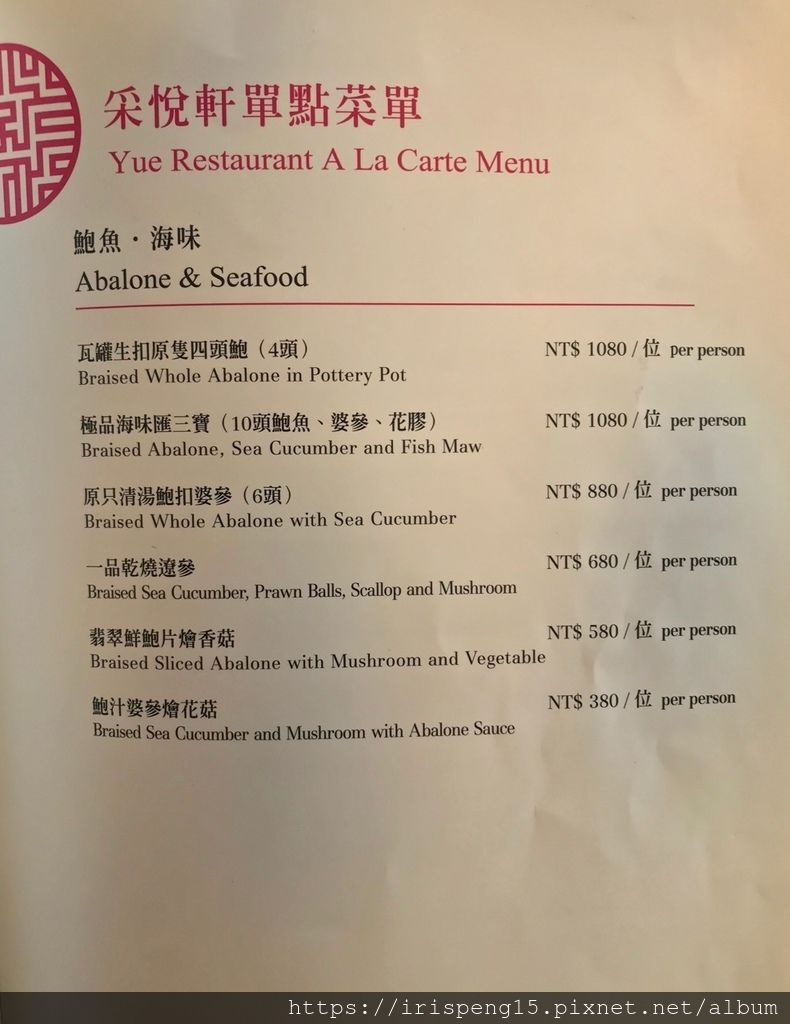 采悅軒單點菜單
Yue Restaurant A La Carte Menu
鮑魚・海味
Abalone & Seafood
瓦罐生扣原隻四頭鮑（4頭） NT$ 1080 / 位 per person
Braised Whole Abalone in Pottery Pot
極品海味匯三寶（10頭鮑魚、婆參、花膠） NT$ 1080 / 位 per person
Braised Abalone, Sea Cucumber and Fish Maw
原只清湯鮑扣婆參（6頭） NT$ 880 / 位 per person
Braised Whole Abalone with Sea Cucumber
一品乾燒遼參 NT$ 680 / 位 per person
Braised Sea Cucumber, Prawn Balls, Scallop and Mushroom
翡翠鮮鮑片燴香菇 NT$ 580 / 位 per person
Braised Sliced Abalone with Mushroom and Vegetable
鮑汁婆參燴花菇 NT$ 380 / 位 per person
Braised Sea Cucumber and Mushroom with Abalone Sauce
https://irispeng15.pixnet.net/album